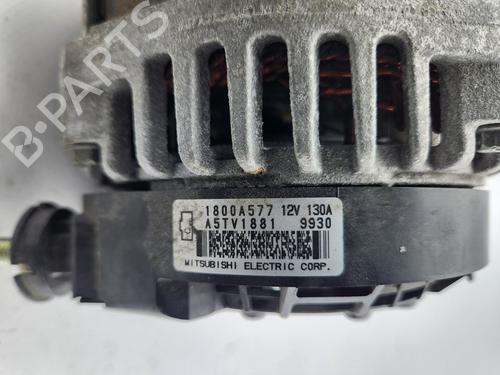 B-PARTS
1800A577 12V 130A
A5TV1881 9930
MITSUBISHI ELECTRIC CORP.